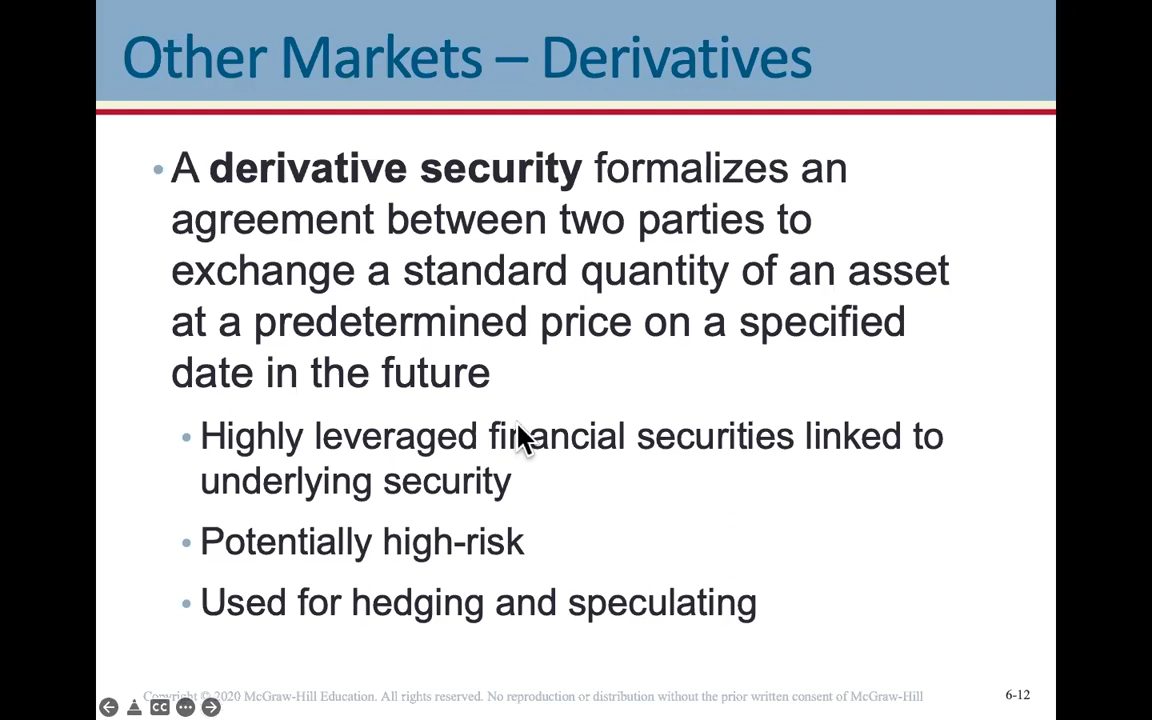 Other Markets – Derivatives
• A derivative security formalizes an
agreement between two parties to
exchange a standard quantity of an asset
at a predetermined price on a specified
date in the future
• Highly leveraged financial securities linked to
underlying security
• Potentially high-risk
• Used for hedging and speculating
Copyright © 2020 McGraw-Hill Education. All rights reserved. No reproduction or distribution without the prior written consent of McGraw-Hill
6-12
CC